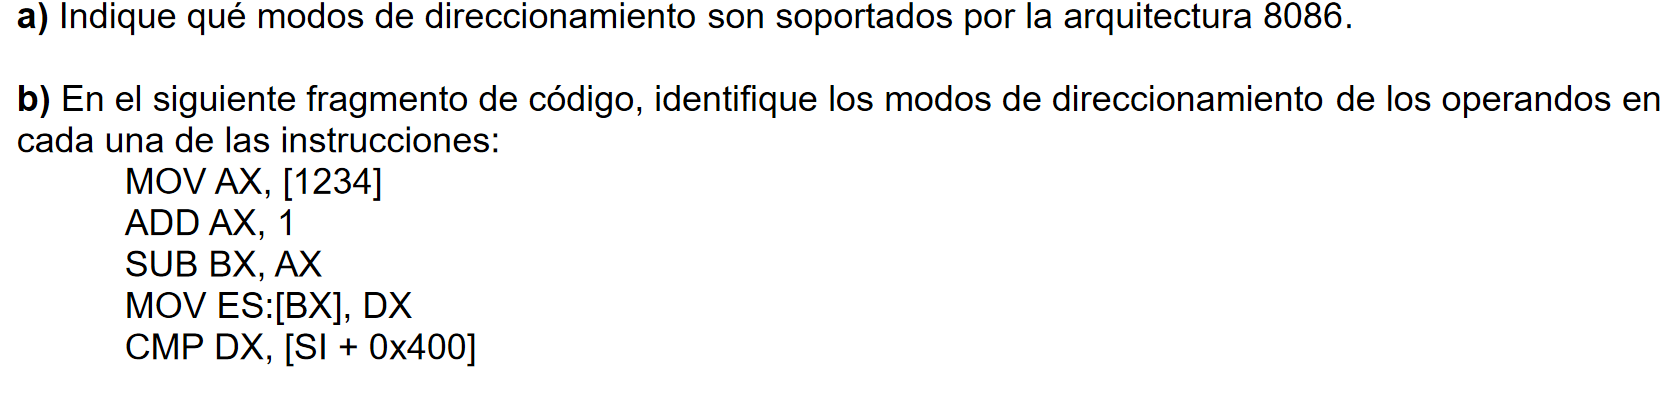 a) Indique qué modos de direccionamiento son soportados por la arquitectura 8086.
b) En el siguiente fragmento de código, identifique los modos de direccionamiento de los operandos en
cada una de las instrucciones:
MOV AX, [1234]
ADD AX, 1
SUB BX, AX
MOV ES:[BX], DX
CMP DX, [SI + 0x400]